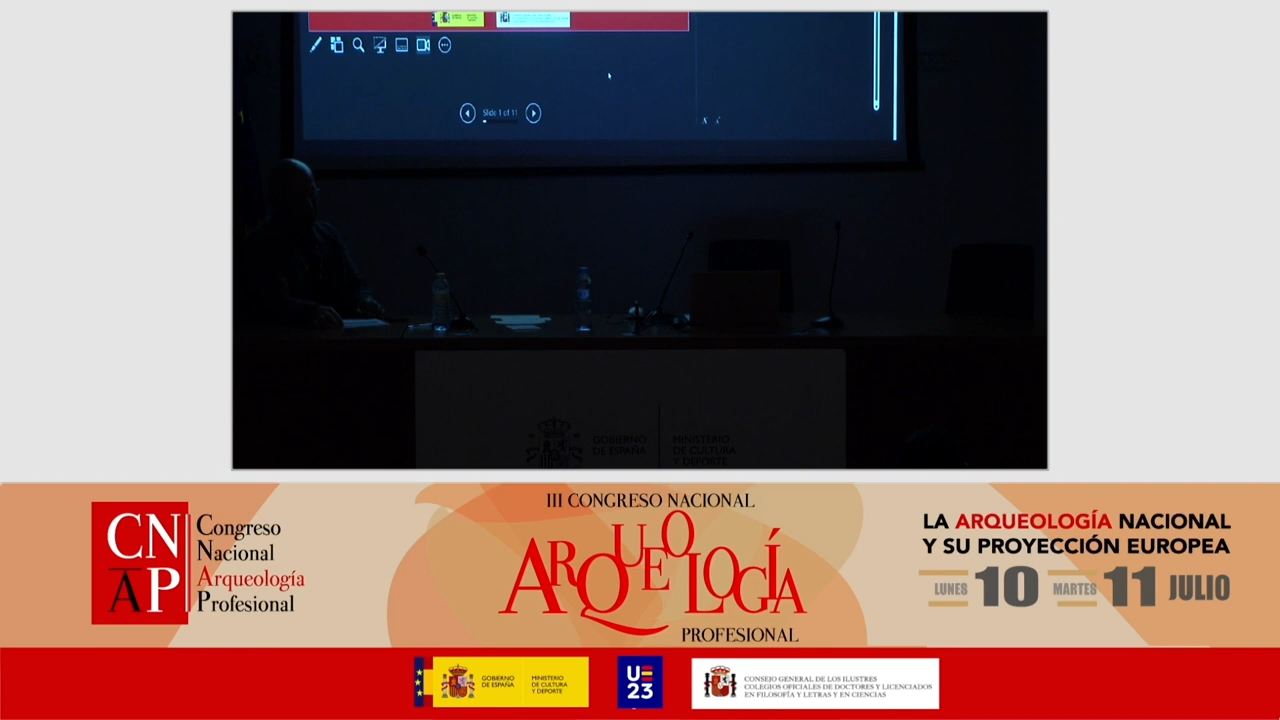 Slide 1 of 11
GOBIERNO
DE ESPAÑA
MINISTERIO
DE CULTURA
Y DEPORTE
III CONGRESO NACIONAL
ARQUEOLOGÍA
PROFESIONAL
CN
AP
Congreso
Nacional
Arqueología
Profesional
LA ARQUEOLOGÍA NACIONAL
Y SU PROYECCIÓN EUROPEA
LUNES 10 MARTES 11 JULIO
GOBIERNO
DE ESPAÑA
MINISTERIO
DE CULTURA
Y DEPORTE
UE
23
CONSEJO GENERAL DE LOS ILUSTRES
COLEGIOS OFICIALES DE DOCTORES Y LICENCIADOS
EN FILOSOFÍA Y LETRAS Y EN CIENCIAS